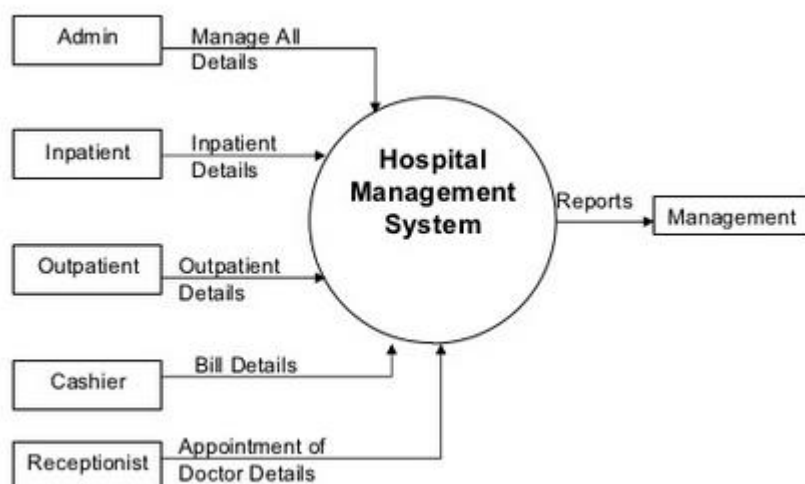 Admin
Manage All
Details
Inpatient
Inpatient
Details
Hospital
Management
System
Reports
Management
Outpatient
Outpatient
Details
Cashier
Bill Details
Receptionist
Appointment of
Doctor Details